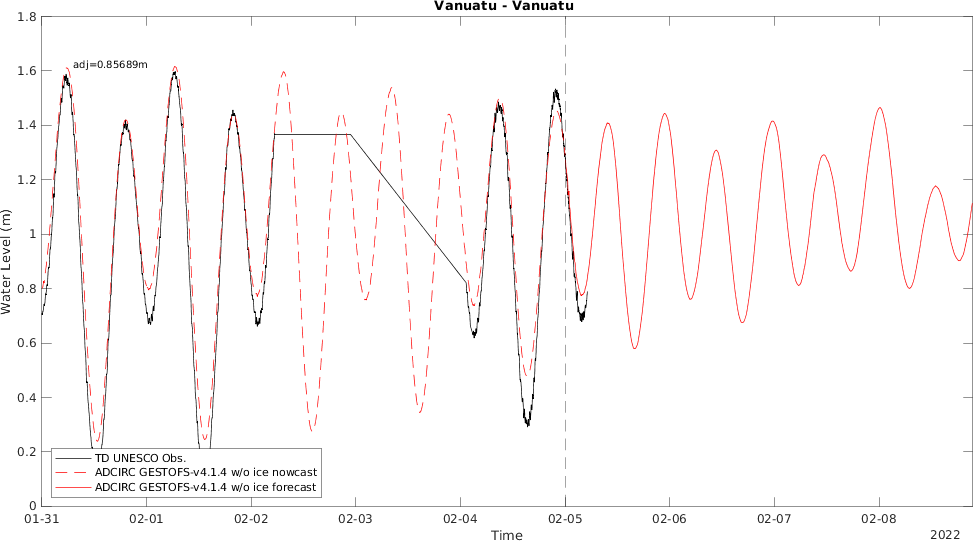 Vanuatu - Vanuatu
1.8
adj=0.85689m
1.6
1.4
1.2
1
0.8
0.6
0.4
0.2
0
Water Level (m)
TD UNESCO Obs.
ADCIRC GESTOFS-v4.1.4 w/o ice nowcast
ADCIRC GESTOFS-v4.1.4 w/o ice forecast
01-31 02-01 02-02 02-03 02-04 02-05 02-06 02-07 02-08
Time
2022